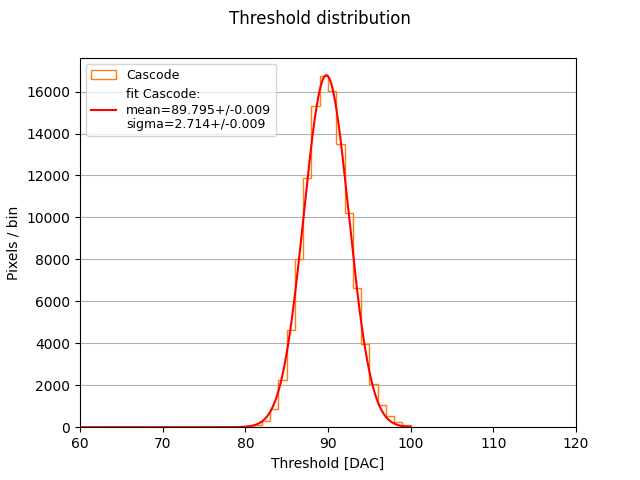 Threshold distribution
Cascode
fit Cascode:
mean=89.795+/-0.009
sigma=2.714+/-0.009
Pixels / bin
16000
14000
12000
10000
8000
6000
4000
2000
0
60
70
80
90
100
110
120
Threshold [DAC]